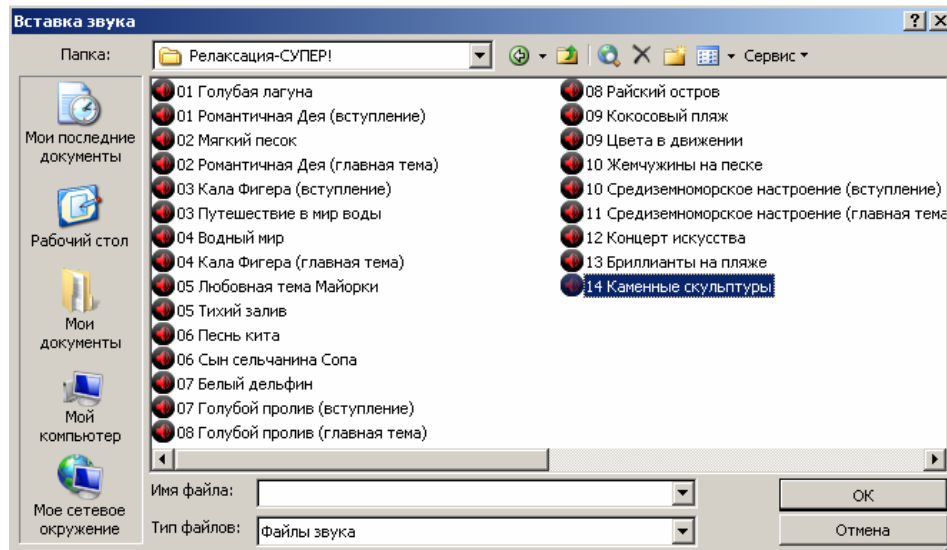 Вставка звука
Папка:
Релаксация-СУПЕР!
Сервис
Мои последние
документы
Рабочий стол
Мои
документы
Мой
компьютер
Мое сетевое
окружение
01 Голубая лагуна
01 Романтичная Дея (вступление)
02 Мягкий песок
02 Романтичная Дея (главная тема)
03 Кала Фигера (вступление)
03 Путешествие в мир воды
04 Водный мир
04 Кала Фигера (главная тема)
05 Любовная тема Майорки
05 Тихий залив
06 Песнь кита
06 Сын сельчанина Сопа
07 Белый дельфин
07 Голубой пролив (вступление)
08 Голубой пролив (главная тема)
08 Райский остров
09 Кокосовый пляж
09 Цвета в движении
10 Жемчужины на песке
10 Средиземноморское настроение (вступление)
11 Средиземноморское настроение (главная тема
12 Концерт искусства
13 Бриллианты на пляже
14 Каменные скульптуры
Имя файла:
Тип файлов:
Файлы звука
ОК
Отмена